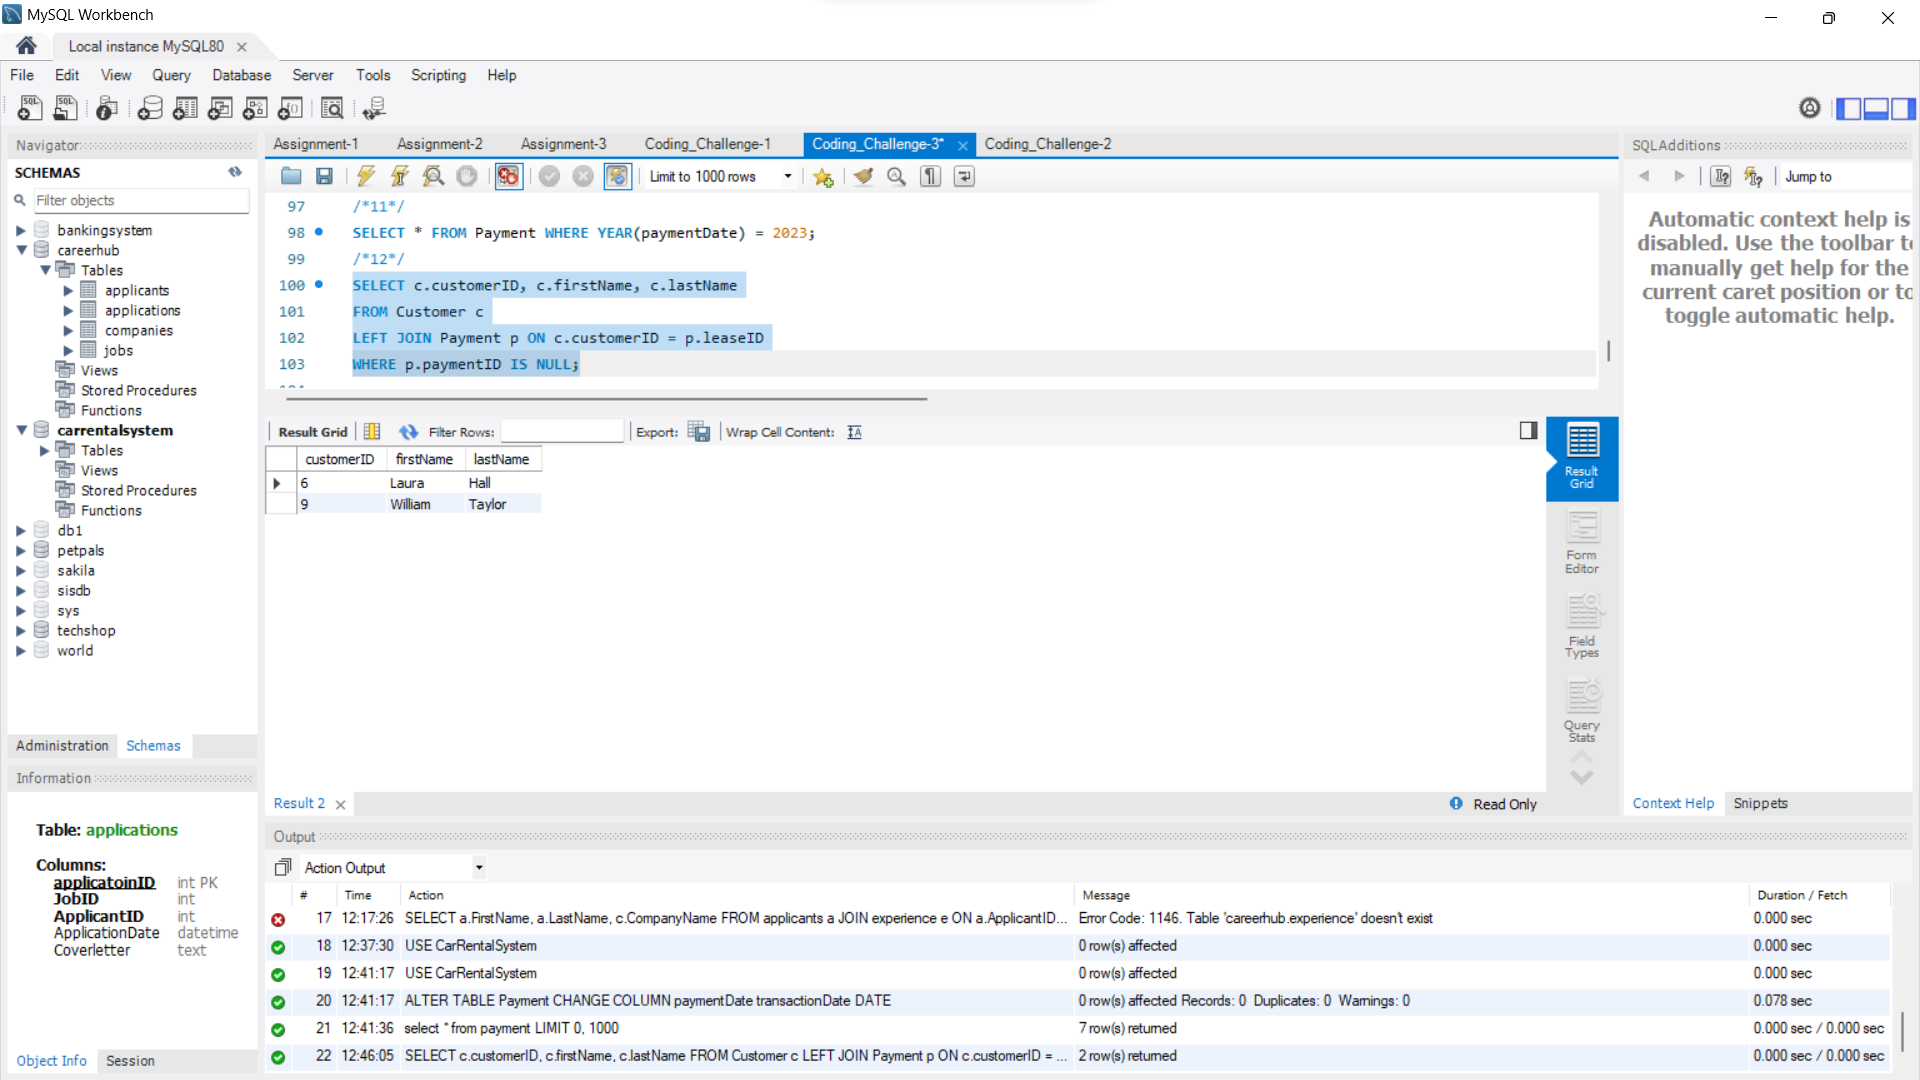 MySQL Workbench
Local instance MySQL80
File Edit View Query Database Server Tools Scripting Help
Navigator
SCHEMAS
Filter objects
bankingsystem
careerhub
Tables
applicants
applications
companies
jobs
Views
Stored Procedures
Functions
carrentalsystem
Tables
Views
Stored Procedures
Functions
db1
petpals
sakila
sisdb
sys
techshop
world
Administration Schemas
Information
Table: applications
Columns:
applicatoinID int PK
JobID int
ApplicantID int
ApplicationDate datetime
Coverletter text
Object Info Session
Assignment-1 Assignment-2 Assignment-3 Coding_Challenge-1 Coding_Challenge-3* Coding_Challenge-2
Limit to 1000 rows
97 /*11*/
98 SELECT * FROM Payment WHERE YEAR(paymentDate) = 2023;
99 /*12*/
100 SELECT c.customerID, c.firstName, c.lastName
101 FROM Customer c
102 LEFT JOIN Payment p ON c.customerID = p.leaseID
103 WHERE p.paymentID IS NULL;
Result Grid Filter Rows: Export: Wrap Cell Content:
customerID firstName lastName
6 Laura Hall
9 William Taylor
Result
Grid
Form
Editor
Field
Types
Query
Stats
Result 2
Read Only
SQLAdditions
Jump to
Automatic context help is
disabled. Use the toolbar to
manually get help for the
current caret position or to
toggle automatic help.
Context Help Snippets
Output
Action Output
# Time Action Message Duration / Fetch
17 12:17:26 SELECT a.FirstName, a.LastName, c.CompanyName FROM applicants a JOIN experience e ON a.ApplicantID... Error Code: 1146. Table 'careerhub.experience' doesn't exist 0.000 sec
18 12:37:30 USE CarRentalSystem 0 row(s) affected 0.000 sec
19 12:41:17 USE CarRentalSystem 0 row(s) affected 0.000 sec
20 12:41:17 ALTER TABLE Payment CHANGE COLUMN paymentDate transactionDate DATE 0 row(s) affected Records: 0 Duplicates: 0 Warnings: 0 0.078 sec
21 12:41:36 select * from payment LIMIT 0, 1000 7 row(s) returned 0.000 sec / 0.000 sec
22 12:46:05 SELECT c.customerID, c.firstName, c.lastName FROM Customer c LEFT JOIN Payment p ON c.customerID = ... 2 row(s) returned 0.000 sec / 0.000 sec